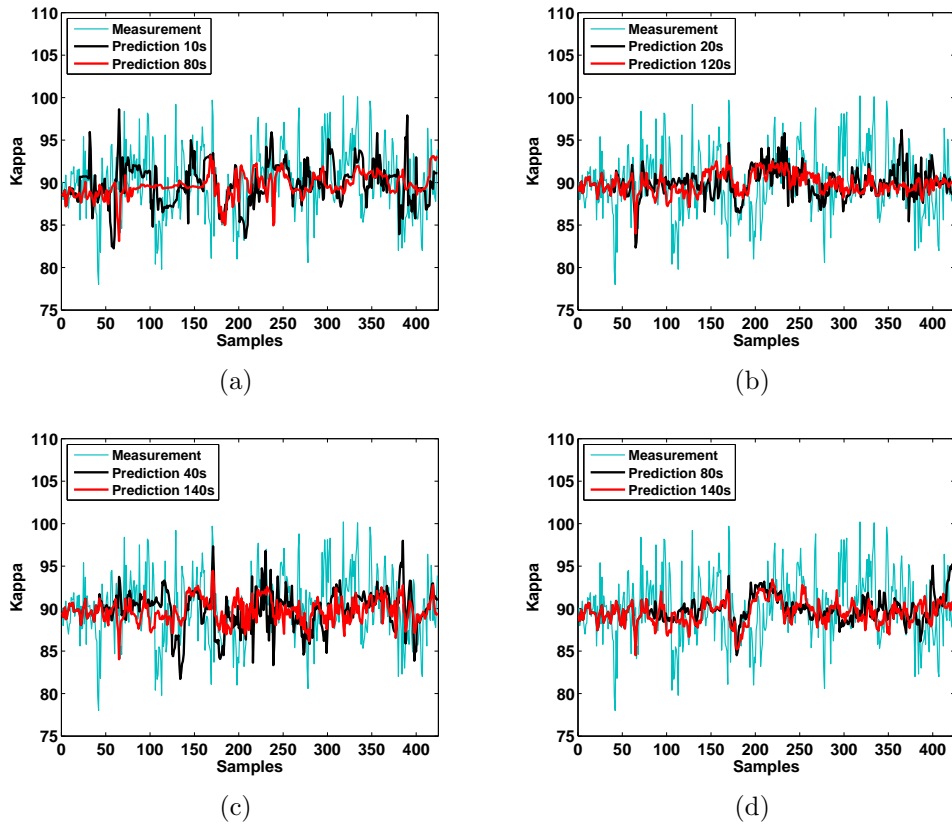 110
105
100
95
90
85
80
75
Kappa
Measurement
Prediction 10s
Prediction 80s
0 50 100 150 200 250 300 350 400
Samples
(a)
110
105
100
95
90
85
80
75
Kappa
Measurement
Prediction 20s
Prediction 120s
0 50 100 150 200 250 300 350 400
Samples
(b)
110
105
100
95
90
85
80
75
Kappa
Measurement
Prediction 40s
Prediction 140s
0 50 100 150 200 250 300 350 400
Samples
(c)
110
105
100
95
90
85
80
75
Kappa
Measurement
Prediction 80s
Prediction 140s
0 50 100 150 200 250 300 350 400
Samples
(d)